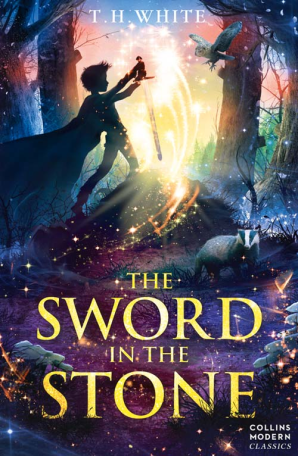 T.H. WHITE
THE
SWORD
IN THE
STONE
COLLINS
MODERN
CLASSICS